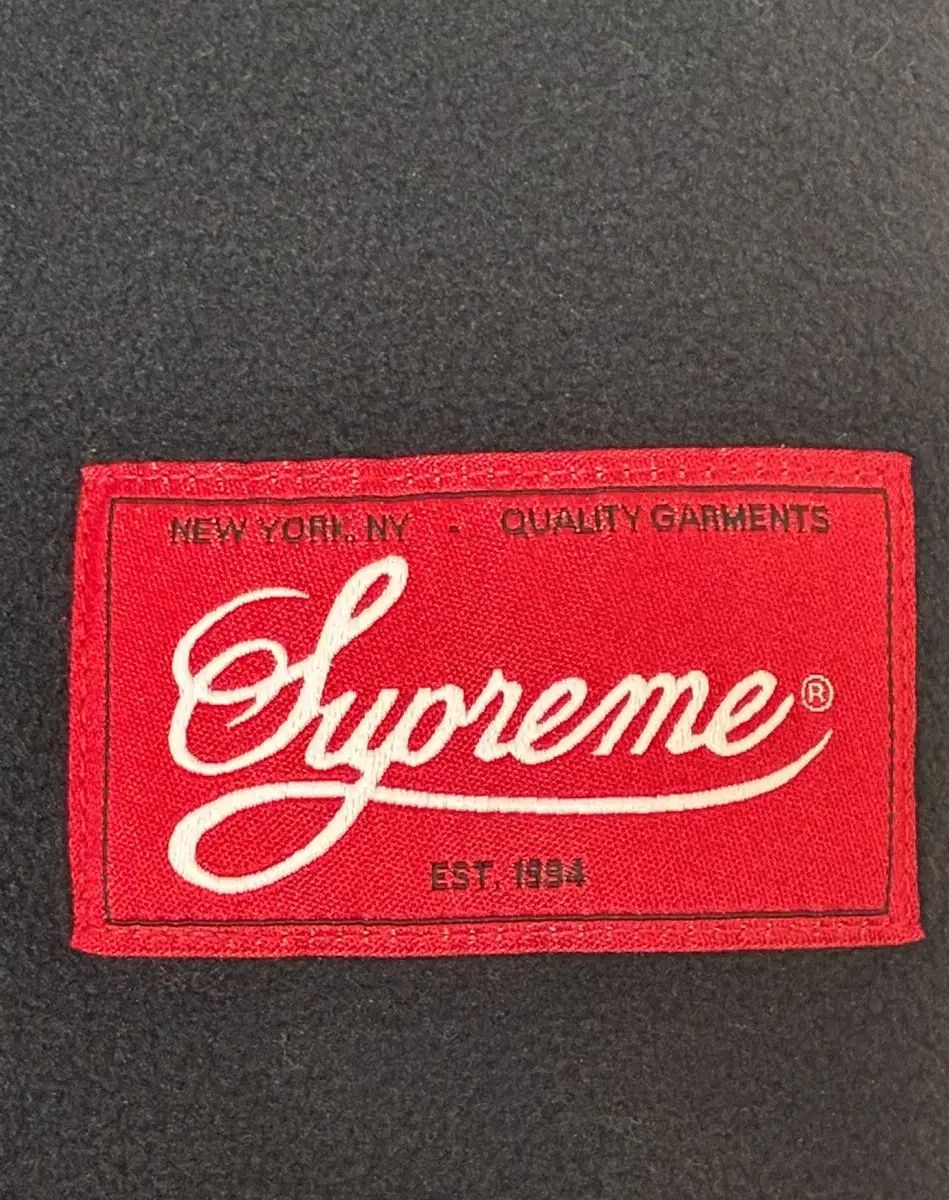 NEW YORK, NY - QUALITY GARMENTS
Supreme®
EST. 1994